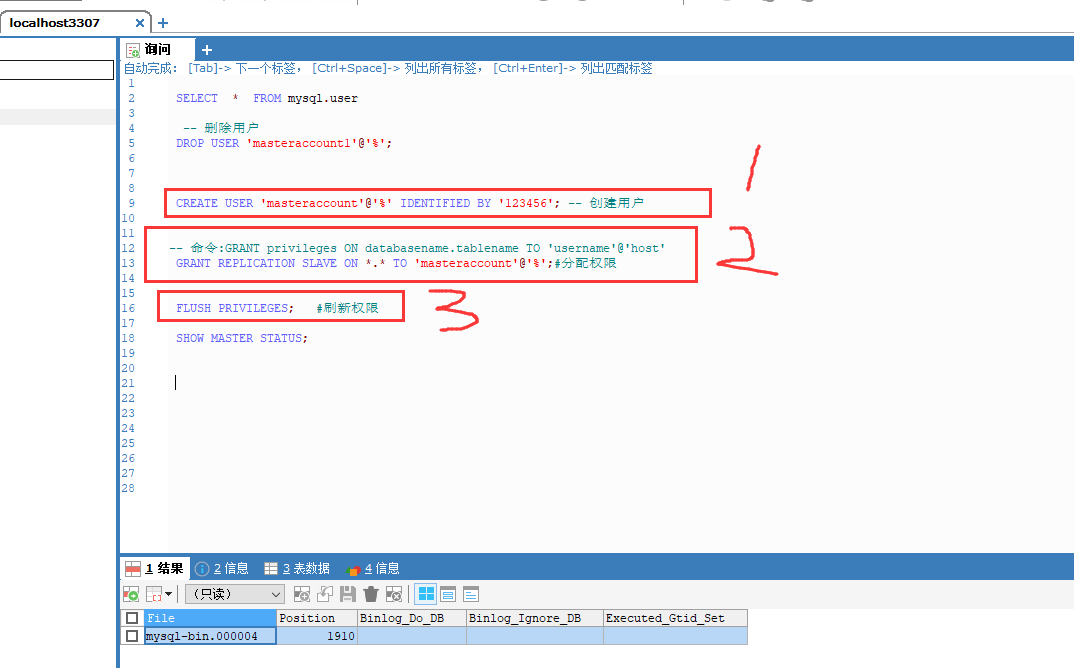 localhost3307
询问
自动完成: [Tab]-> 下一个标签, [Ctrl+Space]-> 列出所有标签, [Ctrl+Enter]-> 列出匹配标签
1
2 SELECT * FROM mysql.user
3
4 -- 删除用户
5 DROP USER 'masteraccount1'@'%';
6
7
8
9 CREATE USER 'masteraccount'@'%' IDENTIFIED BY '123456'; -- 创建用户
1
10
11
12 -- 命令:GRANT privileges ON databasename.tablename TO 'username'@'host'
13 GRANT REPLICATION SLAVE ON *.* TO 'masteraccount'@'%';#分配权限
2
14
15
16 FLUSH PRIVILEGES; #刷新权限
3
17
18 SHOW MASTER STATUS;
19
20
21
22
23
24
25
26
27
28
1 结果 2 信息 3 表数据 4 信息
(只读)
File Position Binlog_Do_DB Binlog_Ignore_DB Executed_Gtid_Set
mysql-bin.000004 1910